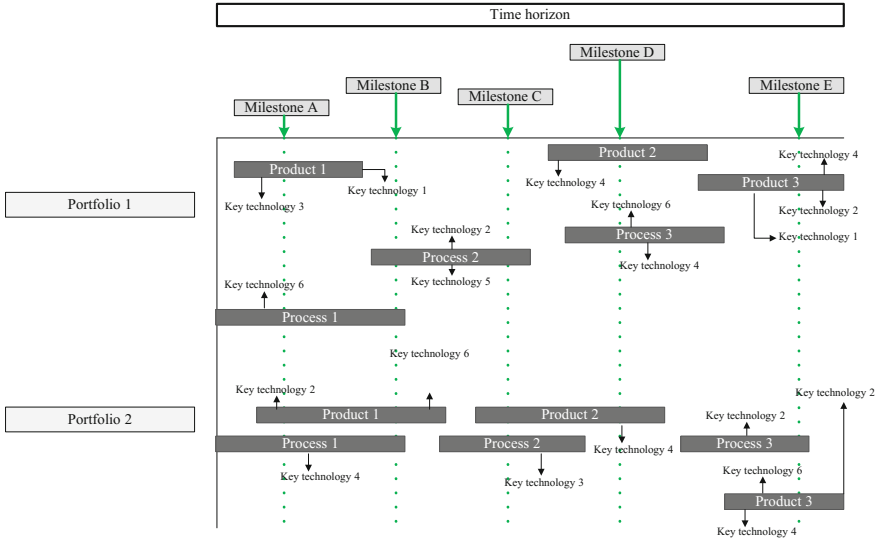 Time horizon
Milestone D
Milestone B
Milestone E
Milestone C
Milestone A
Product 2
Key technology 4
Product 1
Key technology 4
Product 3
Key technology 1
Portfolio 1
Key technology 3
Key technology 6
Key technology 2
Key technology 2
Process 3
Key technology 1
Process 2
Key technology 4
Key technology 6
Key technology 5
Process 1
Key technology 6
Key technology 2
Key technology 2
Portfolio 2
Product 1
Product 2
Key technology 2
Process 1
Process 2
Process 3
Key technology 4
Key technology 4
Key technology 3
Key technology 6
Product 3
Key technology 4